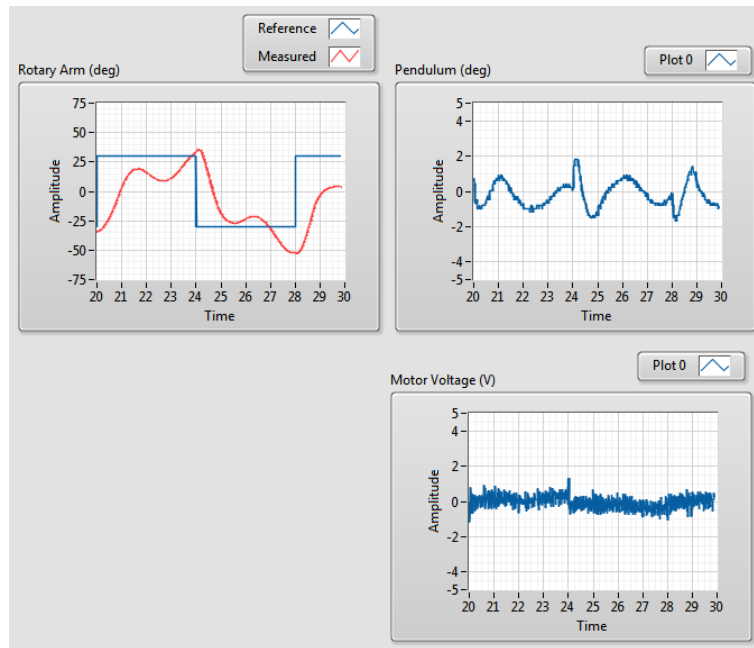 Reference
Measured
Rotary Arm (deg)
Amplitude
75
50
25
0
-25
-50
-75
20 21 22 23 24 25 26 27 28 29 30
Time
Plot 0
Pendulum (deg)
Amplitude
5
4
2
0
-2
-4
-5
20 21 22 23 24 25 26 27 28 29 30
Time
Plot 0
Motor Voltage (V)
Amplitude
5
4
2
0
-2
-4
-5
20 21 22 23 24 25 26 27 28 29 30
Time